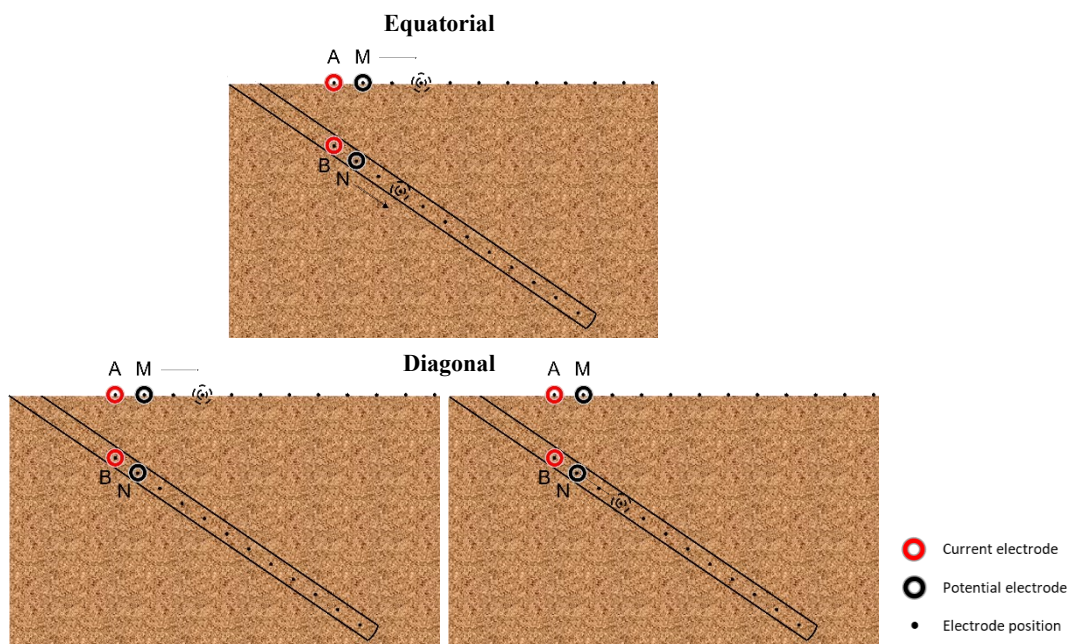 Equatorial
A M
B
N
Diagonal
A M
B
N
A M
B
N
Current electrode
Potential electrode
Electrode position